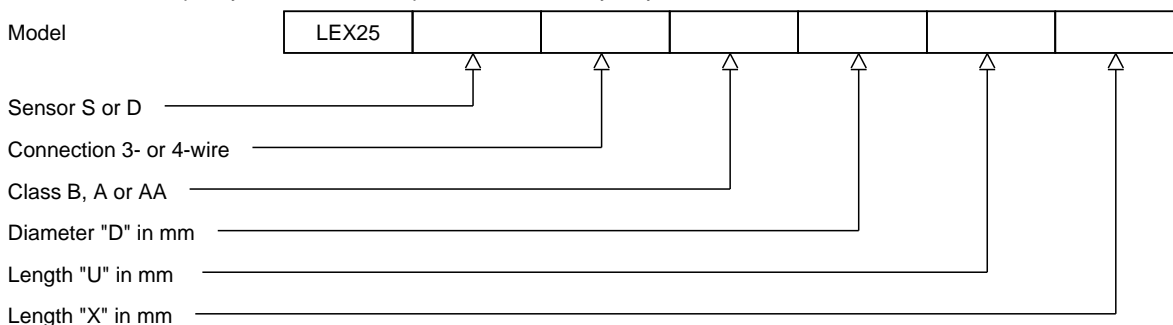 Model LEX25
Sensor S or D
Connection 3- or 4-wire
Class B, A or AA
Diameter "D" in mm
Length "U" in mm
Length "X" in mm